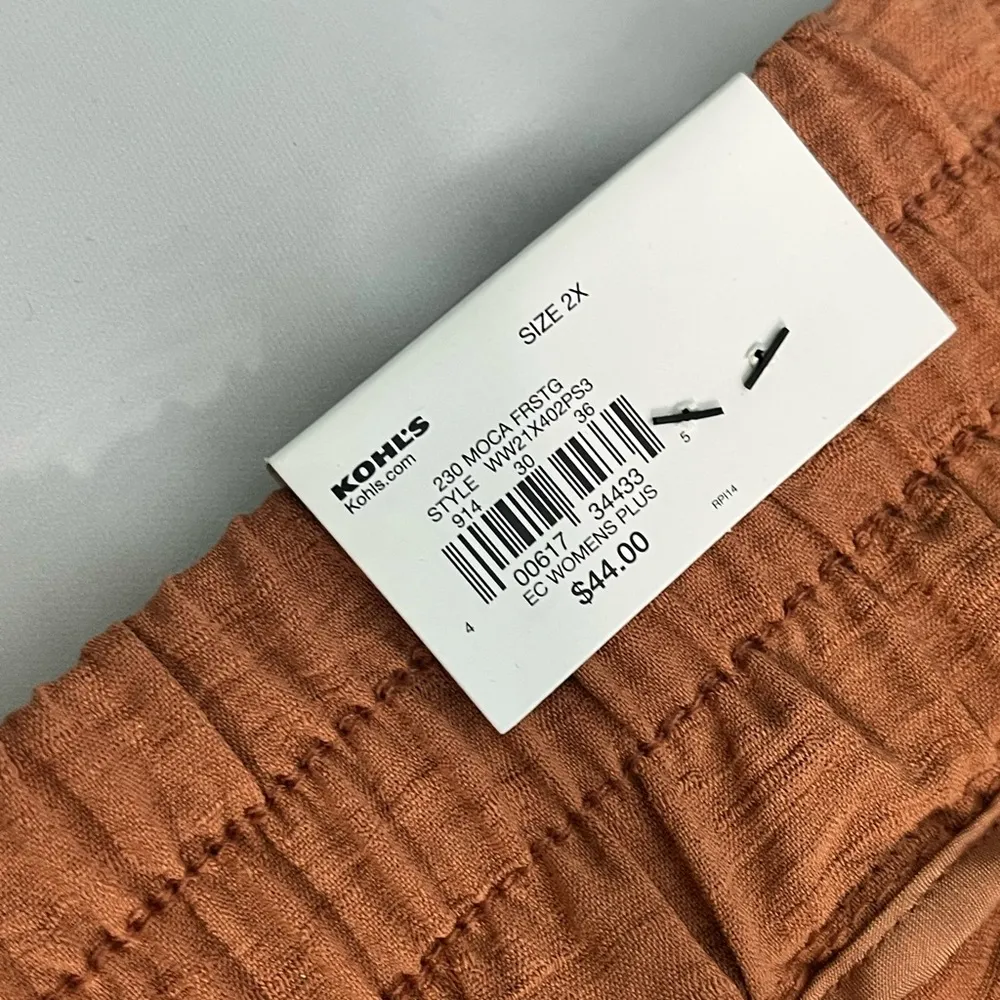 SIZE 2X
KOHL'S
Kohls.com
230 MOCA FRSTG
STYLE WW21X402PS3
914 30 36
4 00617 34433 5
EC WOMENS PLUS
$44.00
RPI14